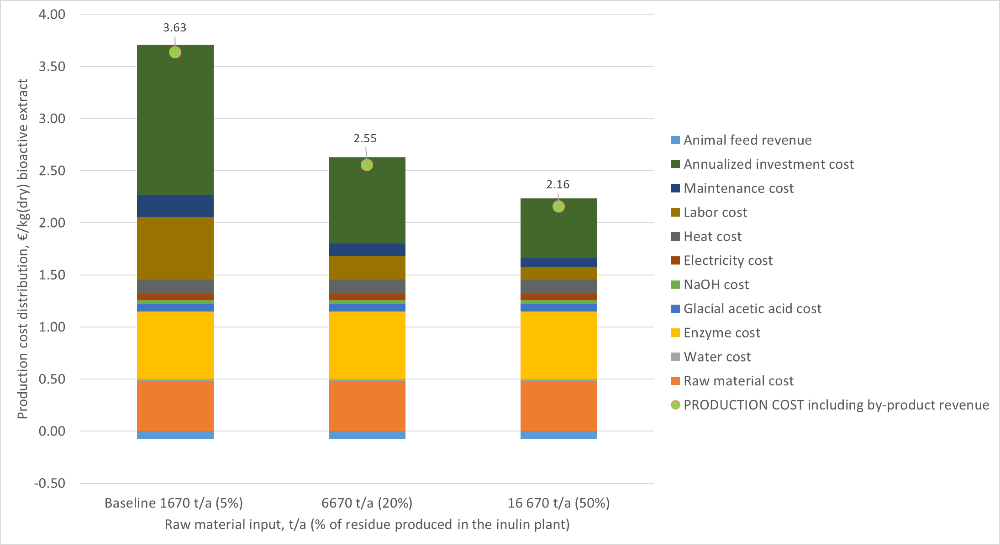 4.00
3.50
3.00
2.50
2.00
1.50
1.00
0.50
0.00
-0.50
Production cost distribution, €/kg(dry) bioactive extract
3.63
2.55
2.16
Baseline 1670 t/a (5%)
6670 t/a (20%)
16 670 t/a (50%)
Raw material input, t/a (% of residue produced in the inulin plant)
Animal feed revenue
Annualized investment cost
Maintenance cost
Labor cost
Heat cost
Electricity cost
NaOH cost
Glacial acetic acid cost
Enzyme cost
Water cost
Raw material cost
PRODUCTION COST including by-product revenue